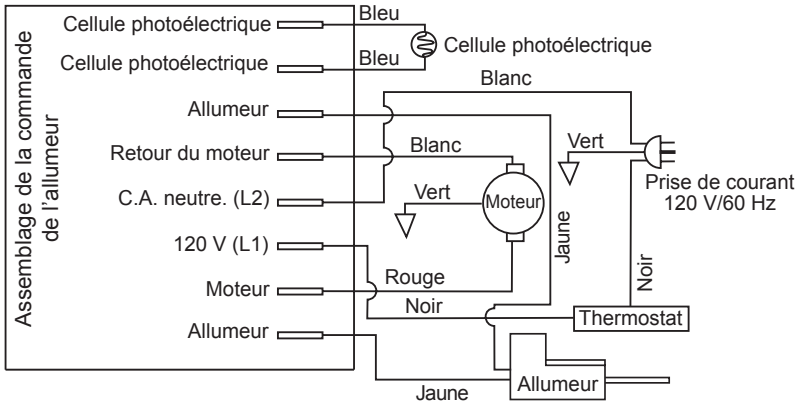 Assemblage de la commande
de l'allumeur
Cellule photoélectrique
Cellule photoélectrique
Allumeur
Retour du moteur
C.A. neutre. (L2)
120 V (L1)
Moteur
Allumeur
Bleu
Bleu
Cellule photoélectrique
Blanc
Blanc
Vert
Vert
Moteur
Prise de courant
120 V/60 Hz
Jaune
Noir
Rouge
Noir
Thermostat
Jaune
Allumeur